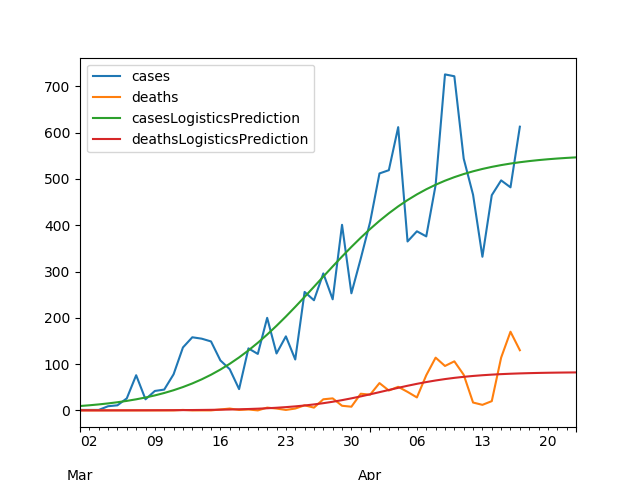 cases
deaths
casesLogisticsPrediction
deathsLogisticsPrediction
700
600
500
400
300
200
100
0
02 09 16 23 30 06 13 20
Mar Apr